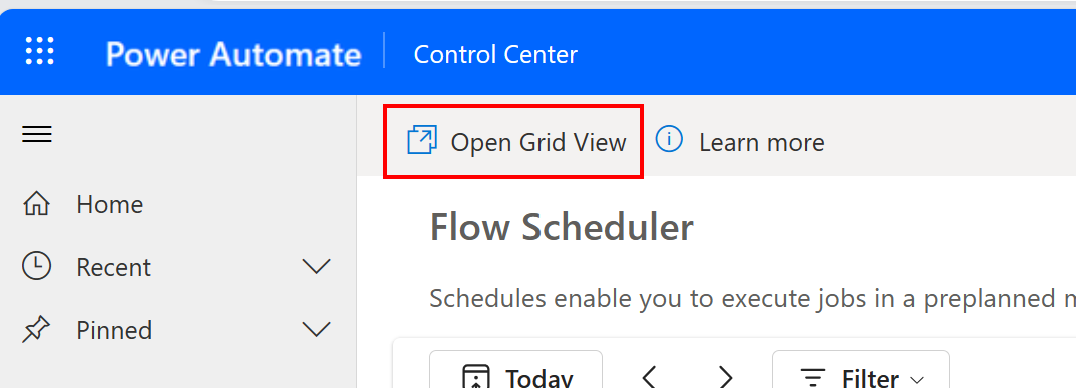 Power Automate
Control Center
Open Grid View
Learn more
Home
Recent
Pinned
Flow Scheduler
Schedules enable you to execute jobs in a preplanned
Today
Filter